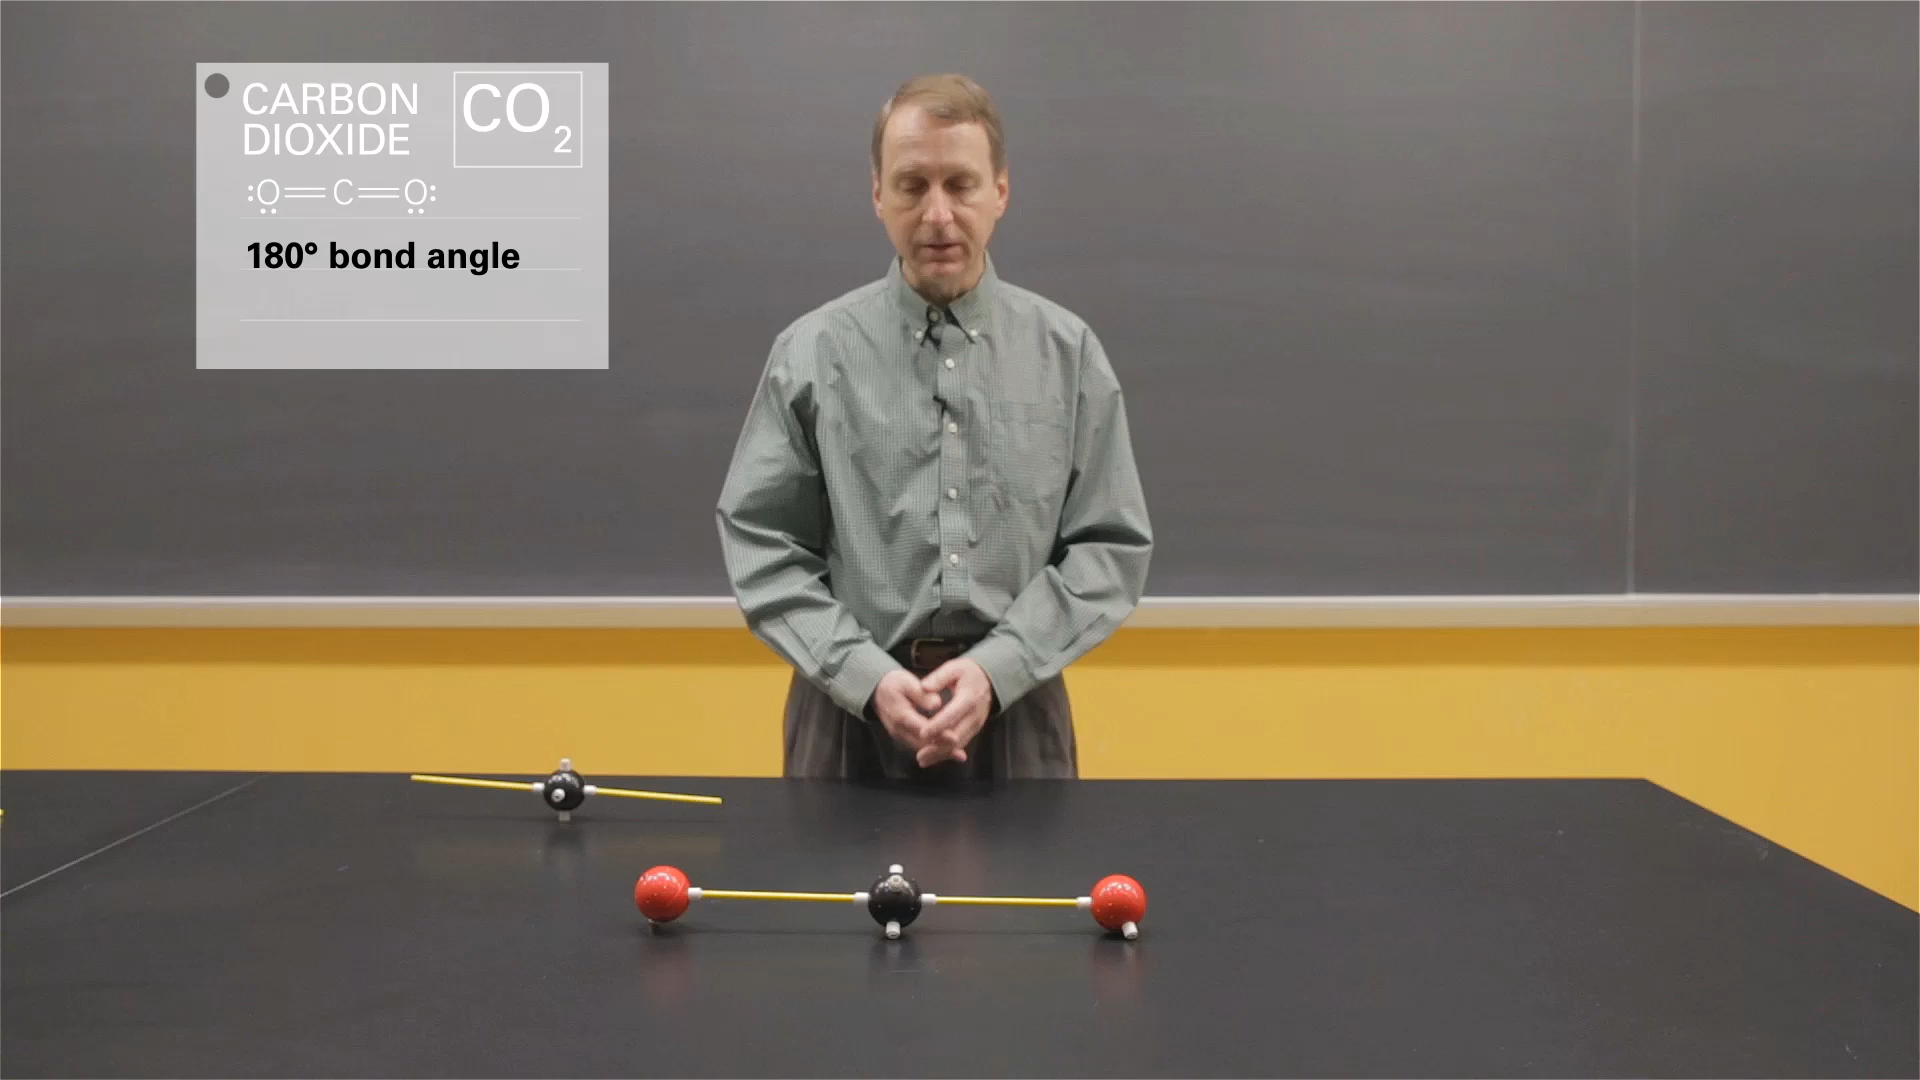 CARBON
DIOXIDE
CO₂
:O=C=O:
180° bond angle